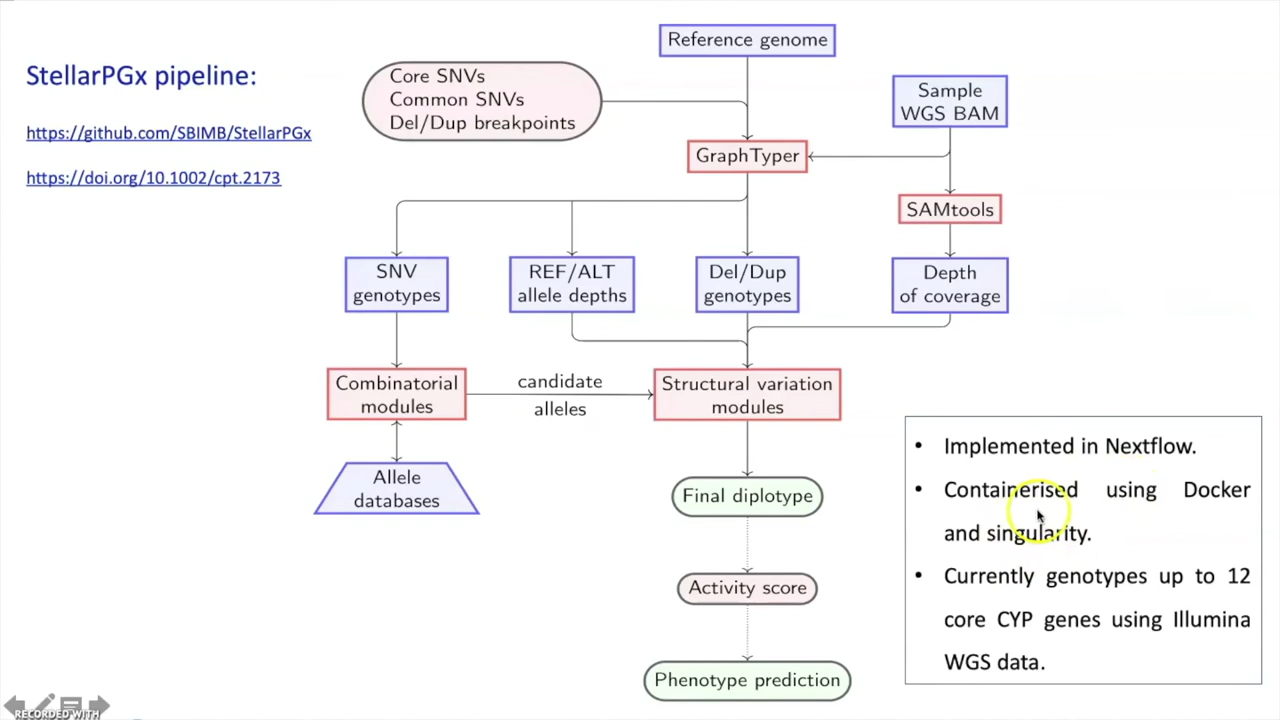 StellarPGx pipeline:
https://github.com/SBIMB/StellarPGx
https://doi.org/10.1002/cpt.2173
Reference genome
Core SNVs
Common SNVs
Del/Dup breakpoints
Sample
WGS BAM
GraphTyper
SAMtools
SNV
genotypes
REF/ALT
allele depths
Del/Dup
genotypes
Depth
of coverage
Combinatorial
modules
candidate
alleles
Structural variation
modules
Allele
databases
Final diplotype
Activity score
Phenotype prediction
• Implemented in Nextflow.
• Containerised using Docker
and singularity.
• Currently genotypes up to 12
core CYP genes using Illumina
WGS data.
RECORDED WITH